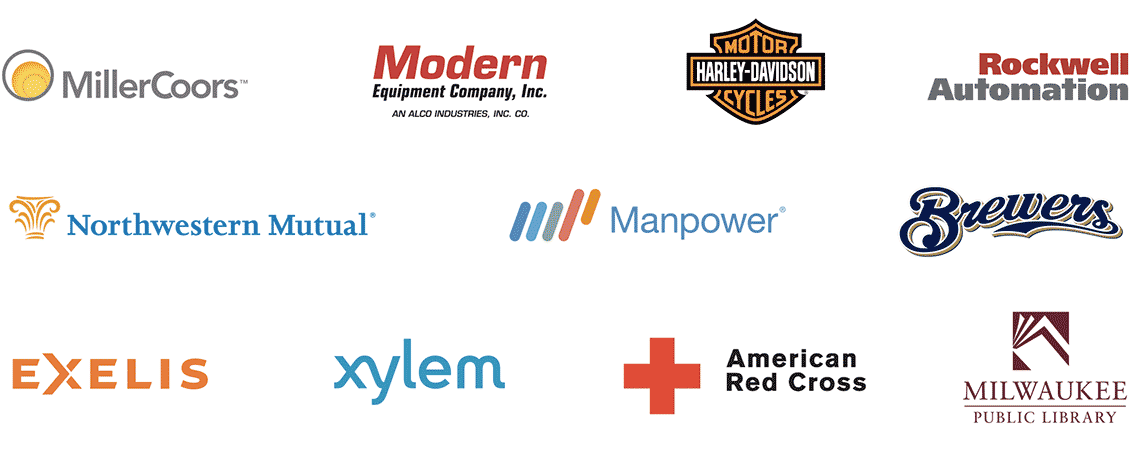 MillerCoors™
Modern
Equipment Company, Inc.
AN ALCO INDUSTRIES, INC. CO.
MOTOR
HARLEY-DAVIDSON
CYCLES
Rockwell
Automation
Northwestern Mutual®
Manpower®
Brewers
EXELIS
xylem
American
Red Cross
MILWAUKEE
PUBLIC LIBRARY